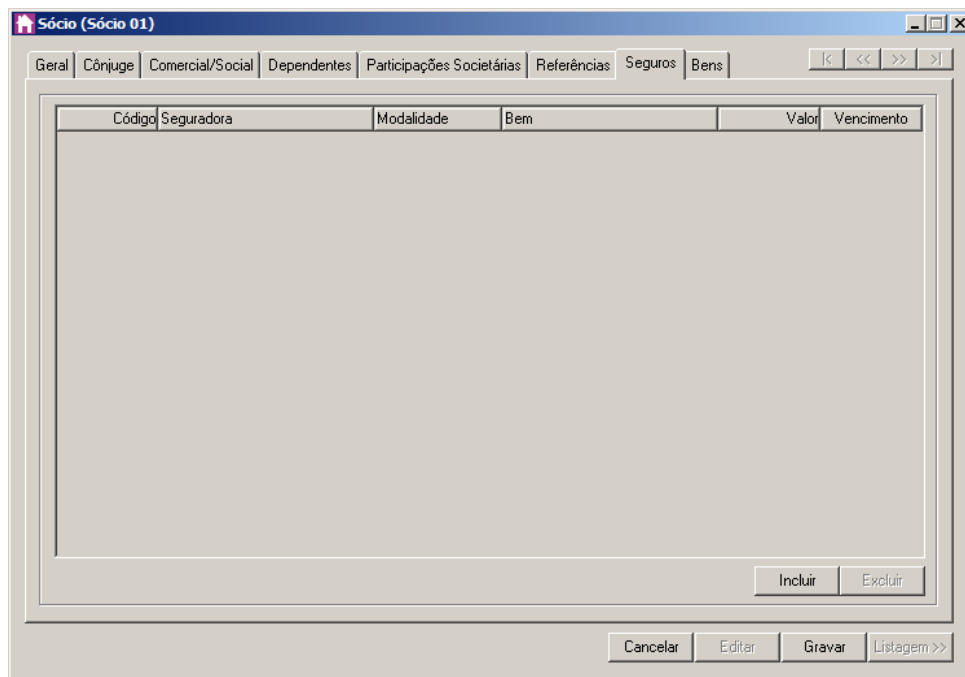 Sócio (Sócio 01)
Geral Cônjuge Comercial/Social Dependentes Participações Societárias Referências Seguros Bens |< << >> >|
Código Seguradora Modalidade Bem Valor Vencimento
Incluir Excluir
Cancelar Editar Gravar Listagem >>